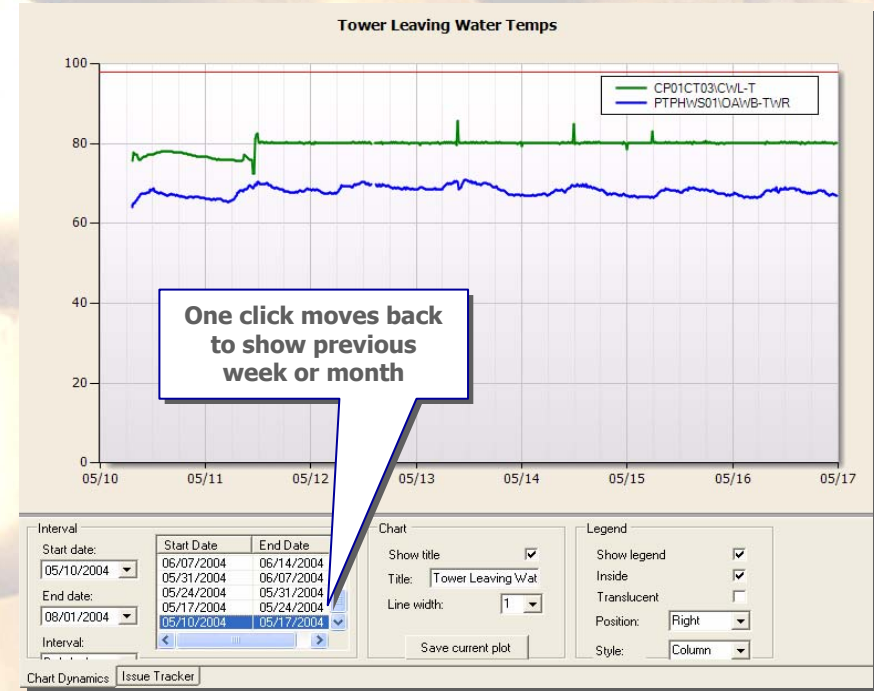 Tower Leaving Water Temps
100
80
60
40
20
0
CP01CT03\CWL-T
PTPHWS01\OAWB-TWR
One click moves back
to show previous
week or month
05/10 05/11 05/12 05/13 05/14 05/15 05/16 05/17
Interval
Start date:
05/10/2004
End date:
08/01/2004
Interval:
Start Date End Date
06/07/2004 06/14/2004
05/31/2004 06/07/2004
05/24/2004 05/31/2004
05/17/2004 05/24/2004
05/10/2004 05/17/2004
Chart
Show title
Title: Tower Leaving Wat
Line width: 1
Save current plot
Legend
Show legend
Inside
Translucent
Position: Right
Style: Column
Chart Dynamics Issue Tracker